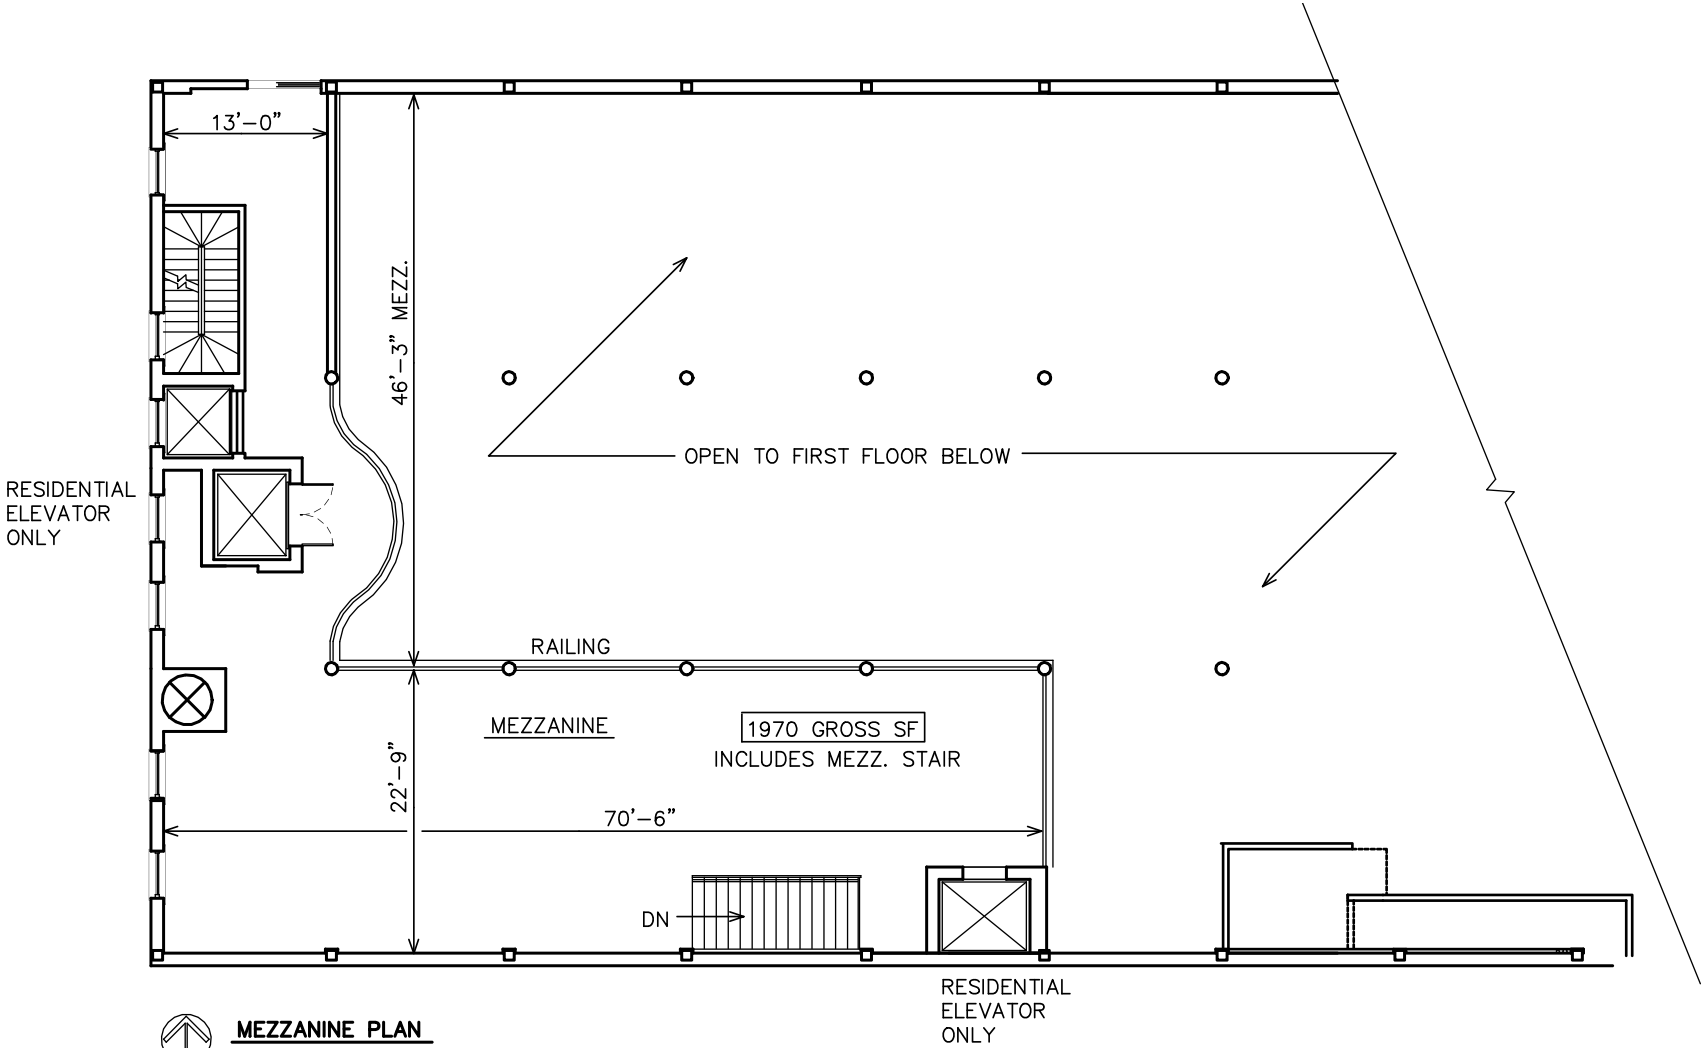 13'-0"
46'-3" MEZZ.
OPEN TO FIRST FLOOR BELOW
RESIDENTIAL
ELEVATOR
ONLY
RAILING
MEZZANINE
1970 GROSS SF
INCLUDES MEZZ. STAIR
22'-9"
70'-6"
DN
RESIDENTIAL
ELEVATOR
ONLY
MEZZANINE PLAN